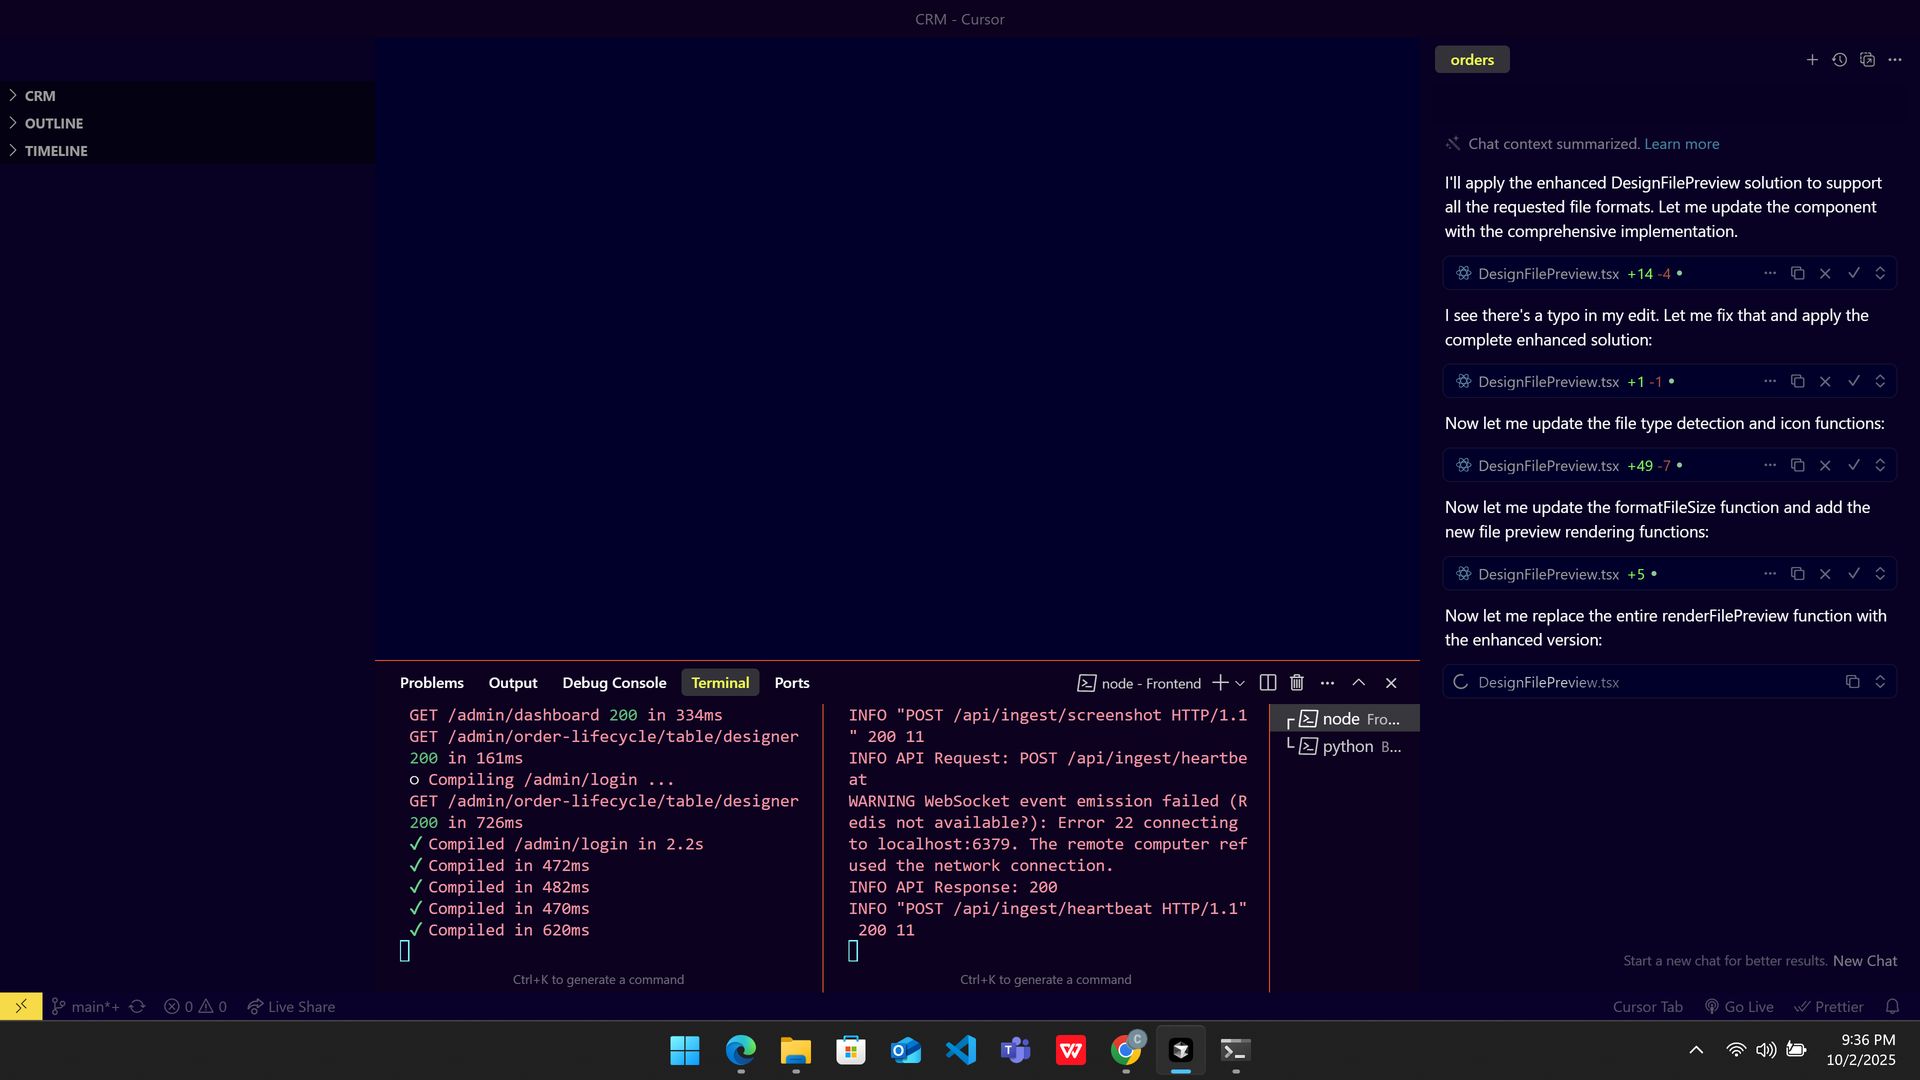 CRM - Cursor
CRM
OUTLINE
TIMELINE
orders
Chat context summarized. Learn more
I'll apply the enhanced DesignFilePreview solution to support
all the requested file formats. Let me update the component
with the comprehensive implementation.
DesignFilePreview.tsx +14 -4
I see there's a typo in my edit. Let me fix that and apply the
complete enhanced solution:
DesignFilePreview.tsx +1 -1
Now let me update the file type detection and icon functions:
DesignFilePreview.tsx +49 -7
Now let me update the formatFileSize function and add the
new file preview rendering functions:
DesignFilePreview.tsx +5
Now let me replace the entire renderFilePreview function with
the enhanced version:
DesignFilePreview.tsx
Start a new chat for better results. New Chat
Problems Output Debug Console Terminal Ports
node - Frontend
GET /admin/dashboard 200 in 334ms
GET /admin/order-lifecycle/table/designer
200 in 161ms
○ Compiling /admin/login ...
GET /admin/order-lifecycle/table/designer
200 in 726ms
✓ Compiled /admin/login in 2.2s
✓ Compiled in 472ms
✓ Compiled in 482ms
✓ Compiled in 470ms
✓ Compiled in 620ms
Ctrl+K to generate a command
INFO "POST /api/ingest/screenshot HTTP/1.1
" 200 11
INFO API Request: POST /api/ingest/heartbe
at
WARNING WebSocket event emission failed (R
edis not available?): Error 22 connecting
to localhost:6379. The remote computer ref
used the network connection.
INFO API Response: 200
INFO "POST /api/ingest/heartbeat HTTP/1.1"
200 11
Ctrl+K to generate a command
node Fro...
python B...
main*+ 0 0 Live Share
Cursor Tab Go Live Prettier
9:36 PM
10/2/2025